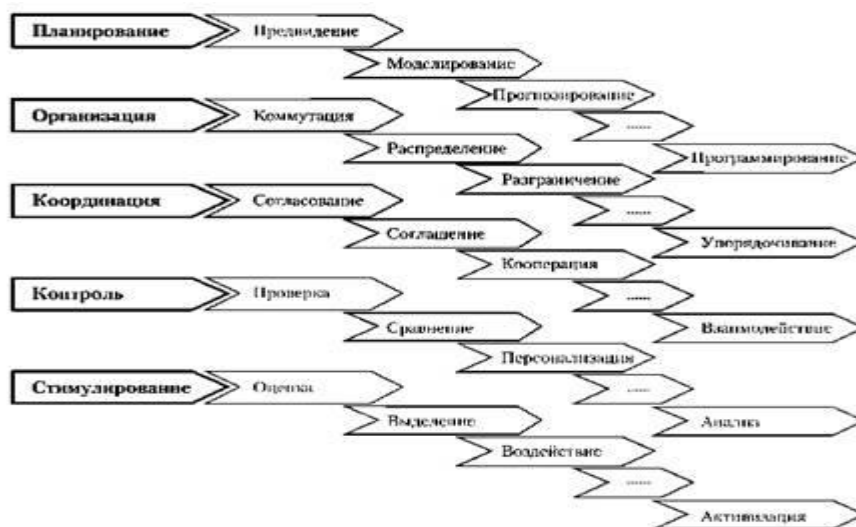 Планирование
Предвидение
Моделирование
Прогнозирование
.....
Программирование
Организация
Коммутация
Распределение
Разграничение
.....
Упорядочивание
Координация
Согласование
Соглашение
Кооперация
.....
Взаимодействие
Контроль
Проверка
Сравнение
Персонализация
.....
Анализ
Стимулирование
Оценка
Выделение
Воздействие
.....
Активизация